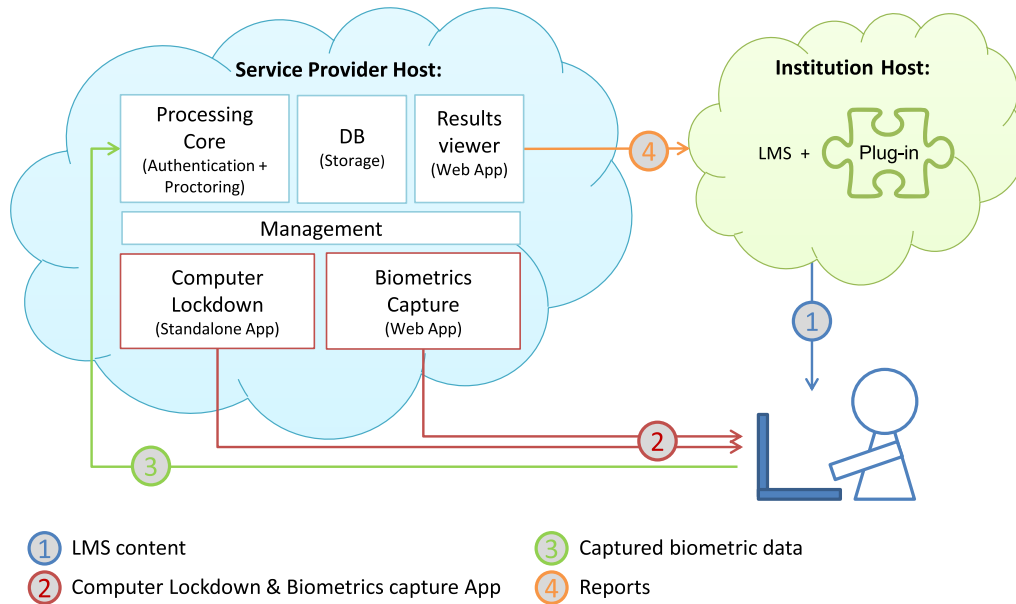 Service Provider Host:
Processing
Core
(Authentication +
Proctoring)
DB
(Storage)
Results
viewer
(Web App)
Management
Computer
Lockdown
(Standalone App)
Biometrics
Capture
(Web App)
4
Institution Host:
LMS +
Plug-in
1
2
3
1 LMS content
2 Computer Lockdown & Biometrics capture App
3 Captured biometric data
4 Reports